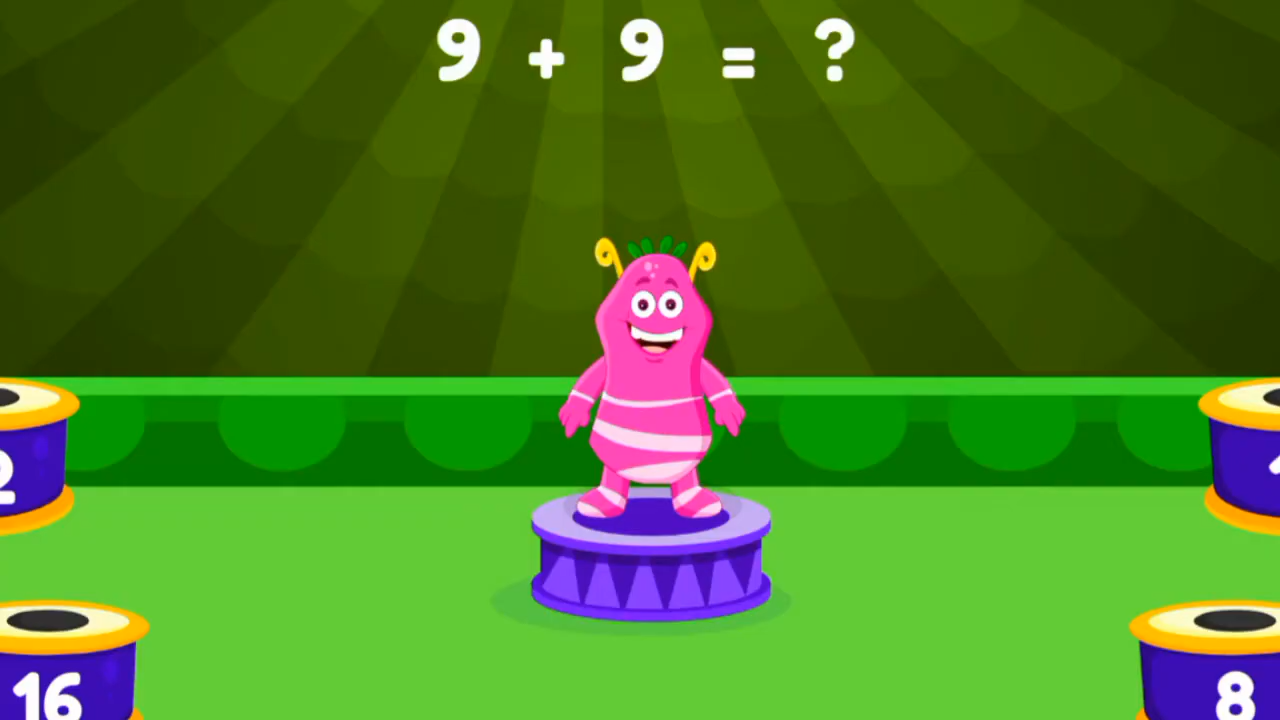 9 + 9 = ?
16
8